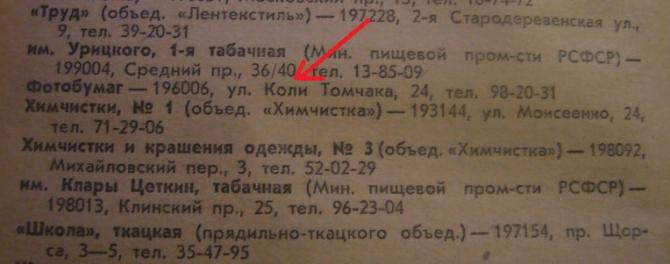 «Труд» (объед. «Лентекстиль») — 197228, 2-я Стародеревенская ул.,
9, тел. 39-20-31
им. Урицкого, 1-я табачная (Мин. пищевой пром-сти РСФСР) —
199004, Средний пр., 36/40, тел. 13-85-09
Фотобумаг — 196006, ул. Коли Томчака, 24, тел. 98-20-31
Химчистки, № 1 (объед. «Химчистка») — 193144, ул. Моисеенко, 24,
тел. 71-29-06
Химчистки и крашения одежды, № 3 (объед. «Химчистка») — 198092,
Михайловский пер., 3, тел. 52-02-29
им. Клары Цеткин, табачная (Мин. пищевой пром-сти РСФСР) —
198013, Клинский пр., 25, тел. 96-23-04
«Школа», ткацкая (прядильно-ткацкого объед.) — 197154, пр. Щор-
са, 3—5, тел. 35-47-95